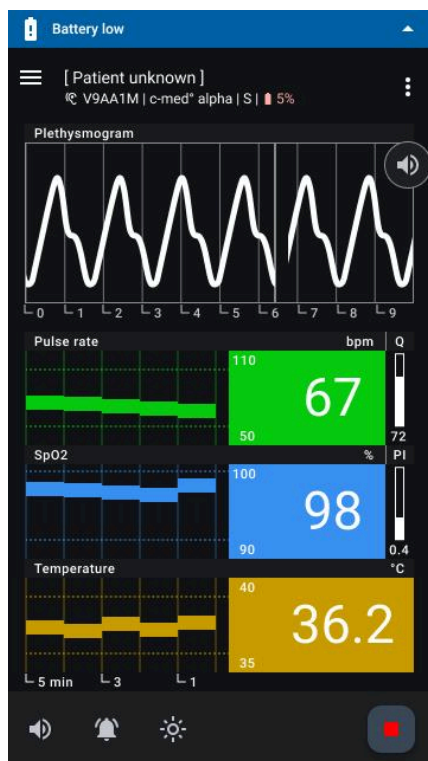 Battery low
[ Patient unknown ]
V9AA1M | c-med° alpha | S | 5%
Plethysmogram
0 1 2 3 4 5 6 7 8 9
Pulse rate bpm Q
110
67
50 72
SpO2 % PI
100
98
90 0.4
Temperature °C
40
36.2
35
5 min 3 1